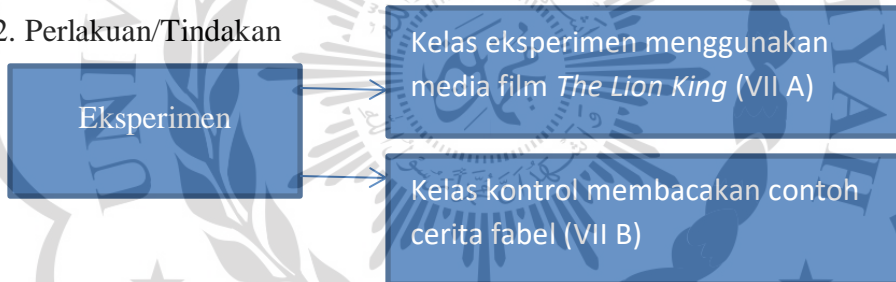 2. Perlakuan/Tindakan
Eksperimen
Kelas eksperimen menggunakan
media film The Lion King (VII A)
Kelas kontrol membacakan contoh
cerita fabel (VII B)